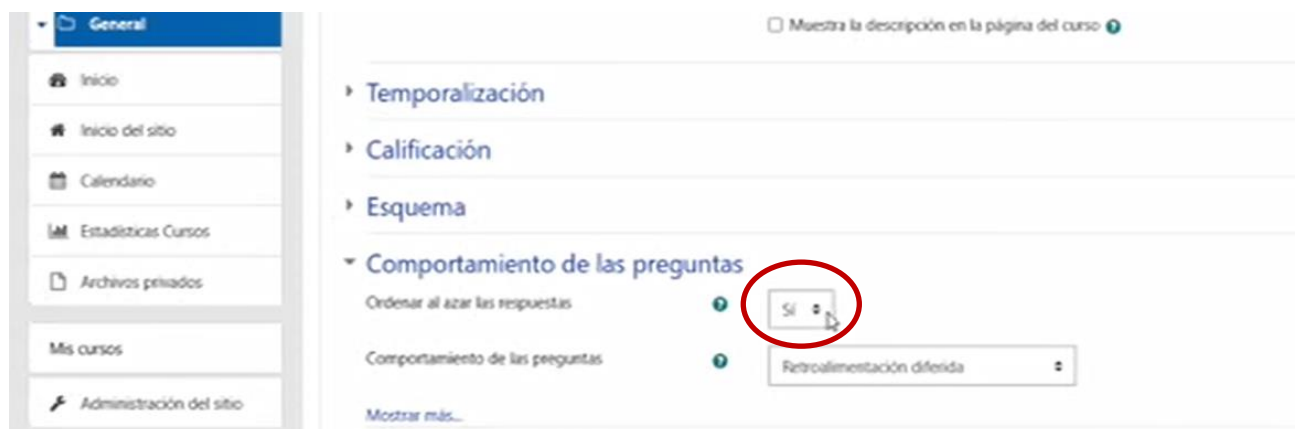 General
Inicio
Inicio del sitio
Calendario
Estadísticas Cursos
Archivos privados
Mis cursos
Administración del sitio
Muestra la descripción en la página del curso
Temporalización
Calificación
Esquema
Comportamiento de las preguntas
Ordenar al azar las respuestas Sí
Comportamiento de las preguntas Retroalimentación diferida
Mostrar más...